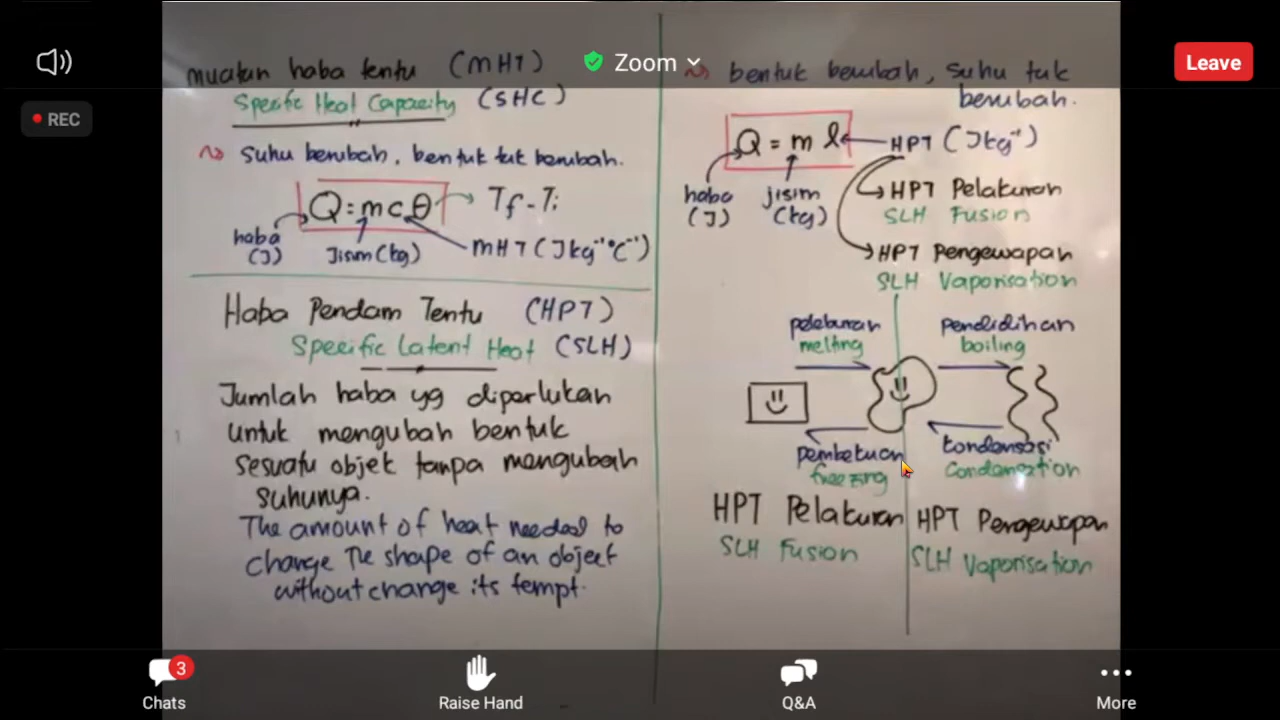 Zoom
Leave
REC
muatan haba tentu (MHT)
Specific Heat Capacity (SHC)
~> suhu berubah, bentuk tak berubah.
Q = mcθ → Tf - Ti
haba
(J)
Jisim (kg)
MHT (Jkg⁻¹°C⁻¹)
Haba Pendam Tentu (HPT)
Specific Latent Heat (SLH)
Jumlah haba yg diperlukan
untuk mengubah bentuk
sesuatu objek tanpa mengubah
suhunya.
The amount of heat needed to
change the shape of an object
without change its tempt.
~> bentuk berubah, suhu tak
berubah.
Q = m l ← HPT (Jkg⁻¹)
haba
(J)
jisim
(kg)
HPT Pelakuran
SLH Fusion
HPT Pengewapan
SLH Vaporisation
peleburan
melting
pendidihan
boiling
pembekuan
freezing
kondensasi
Condensation
HPT Pelakuran
SLH Fusion
HPT Pengewapan
SLH Vaporisation
3
Chats
Raise Hand
Q&A
More